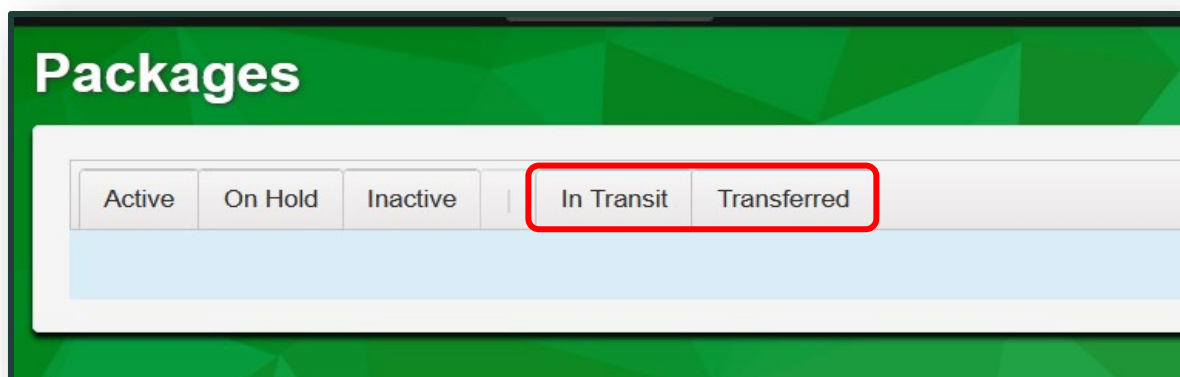 Packages
Active On Hold Inactive | In Transit Transferred